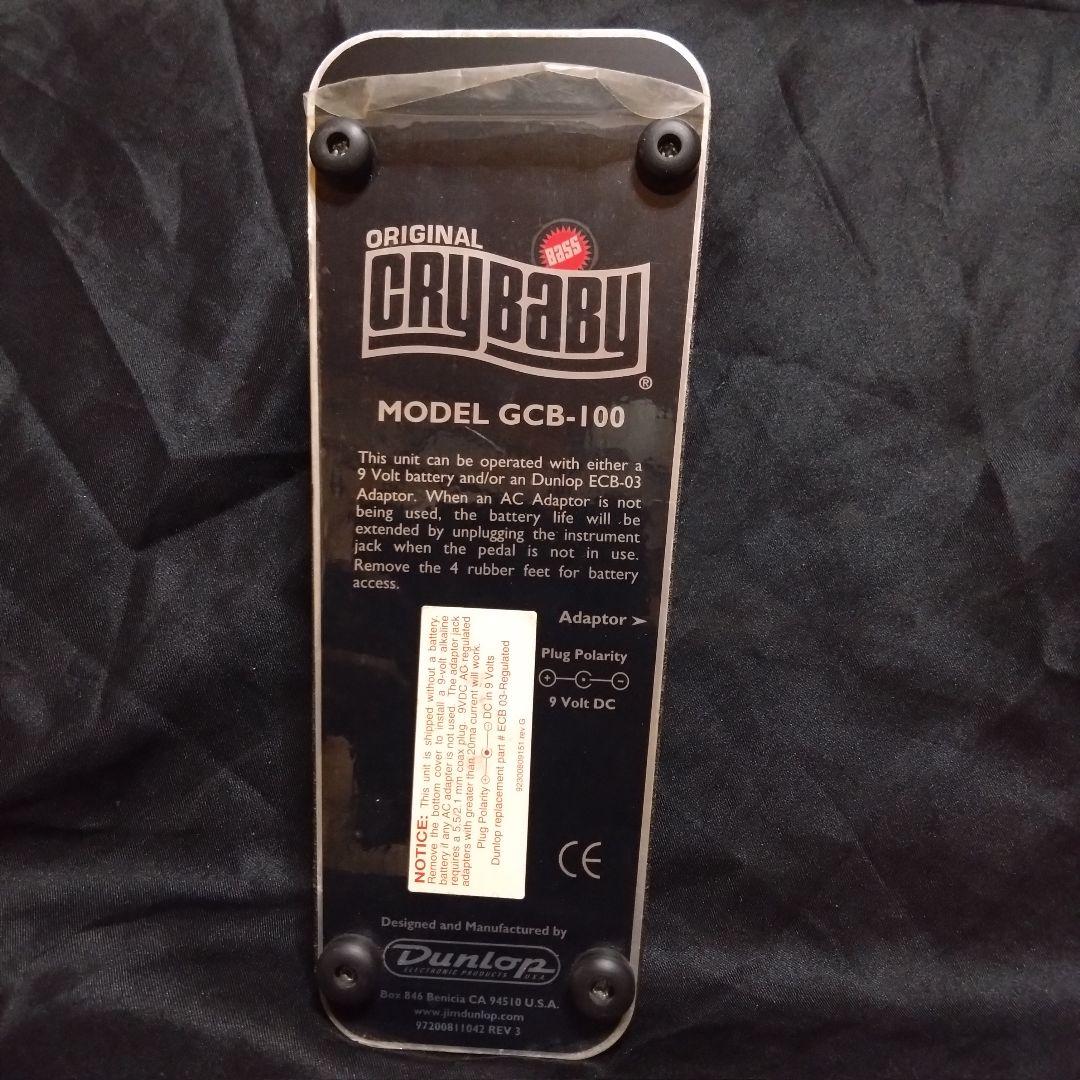 ORIGINAL
BASS
CRYBABY
®
MODEL GCB-100
This unit can be operated with either a
9 Volt battery and/or an Dunlop ECB-03
Adaptor. When an AC Adaptor is not
being used, the battery life will be
extended by unplugging the instrument
jack when the pedal is not in use.
Remove the 4 rubber feet for battery
access.
Adaptor ➤
Plug Polarity
+ C -
9 Volt DC
NOTICE: This unit is shipped without a battery.
Remove the bottom cover to install a 9-volt alkaline
battery if any AC adapter is not used. The adaptor jack
requires a 5.5/2.1 mm coax plug. 9VDC AC regulated
adapters with greater than 20ma current will work.
Plug Polarity + - DC in 9 Volts
Dunlop replacement part # ECB 03-Regulated
92300809151 rev G
CE
Designed and Manufactured by
Dunlop
ELECTRONIC PRODUCTS U.S.A.
Box 846 Benicia CA 94510 U.S.A.
www.jimdunlop.com
97200811042 REV 3